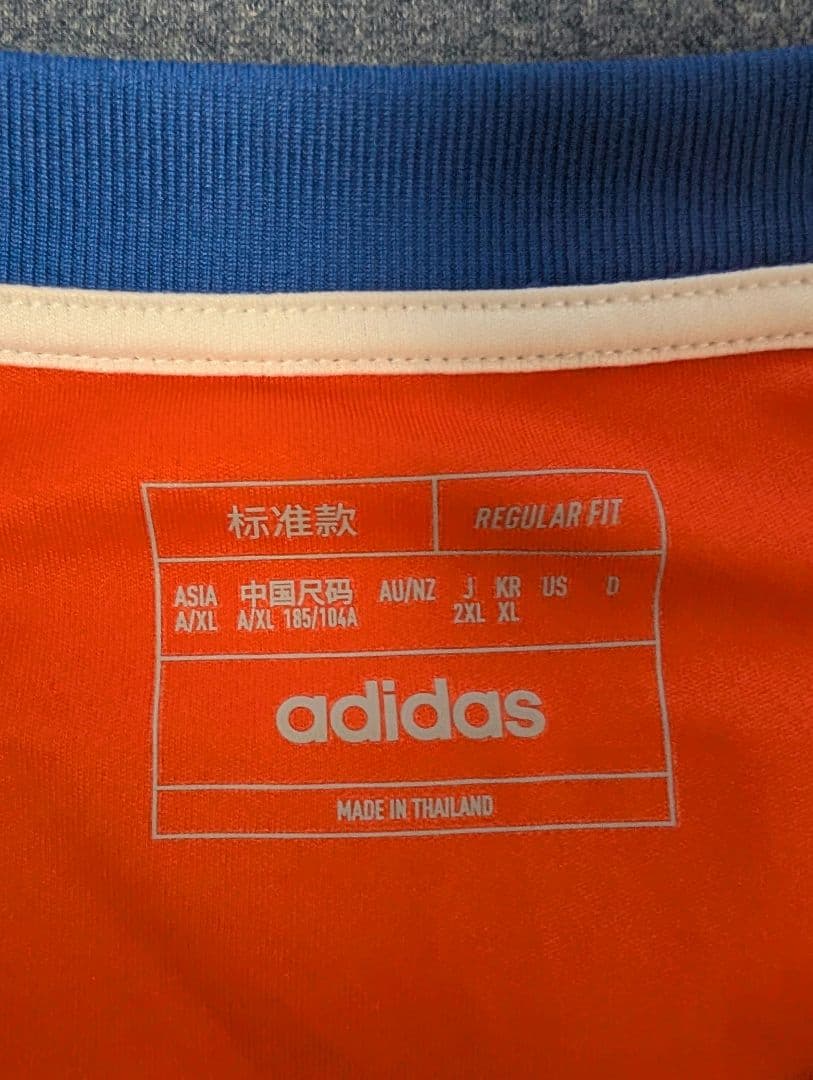 标准款 REGULAR FIT
ASIA 中国尺码 AU/NZ J KR US D
A/XL A/XL 185/104A 2XL XL
adidas
MADE IN THAILAND